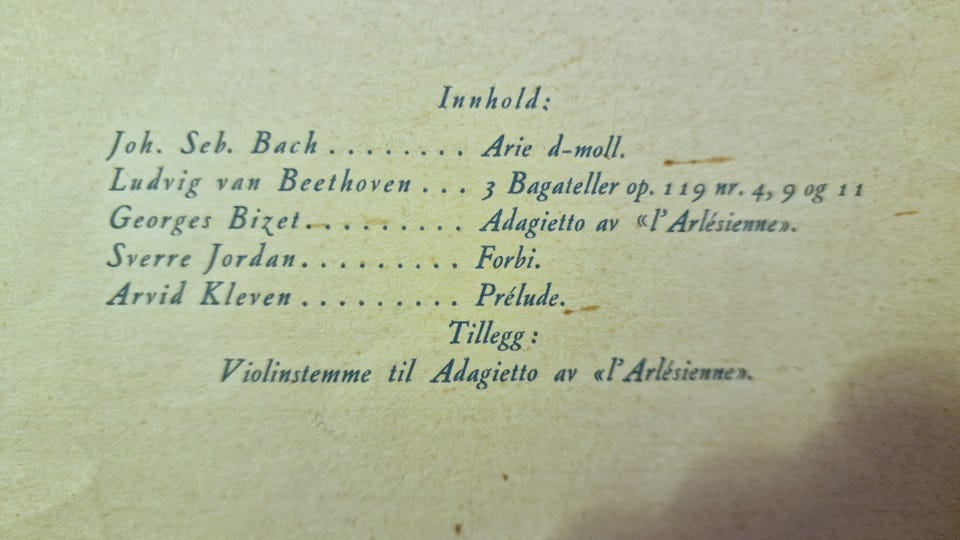 Innhold:
Joh. Seb. Bach ........ Arie d-moll.
Ludvig van Beethoven ... 3 Bagateller op. 119 nr. 4, 9 og 11
Georges Bizet ......... Adagietto av «l'Arlésienne».
Sverre Jordan ......... Forbi.
Arvid Kleven ......... Prélude.
Tillegg:
Violinstemme til Adagietto av «l'Arlésienne».